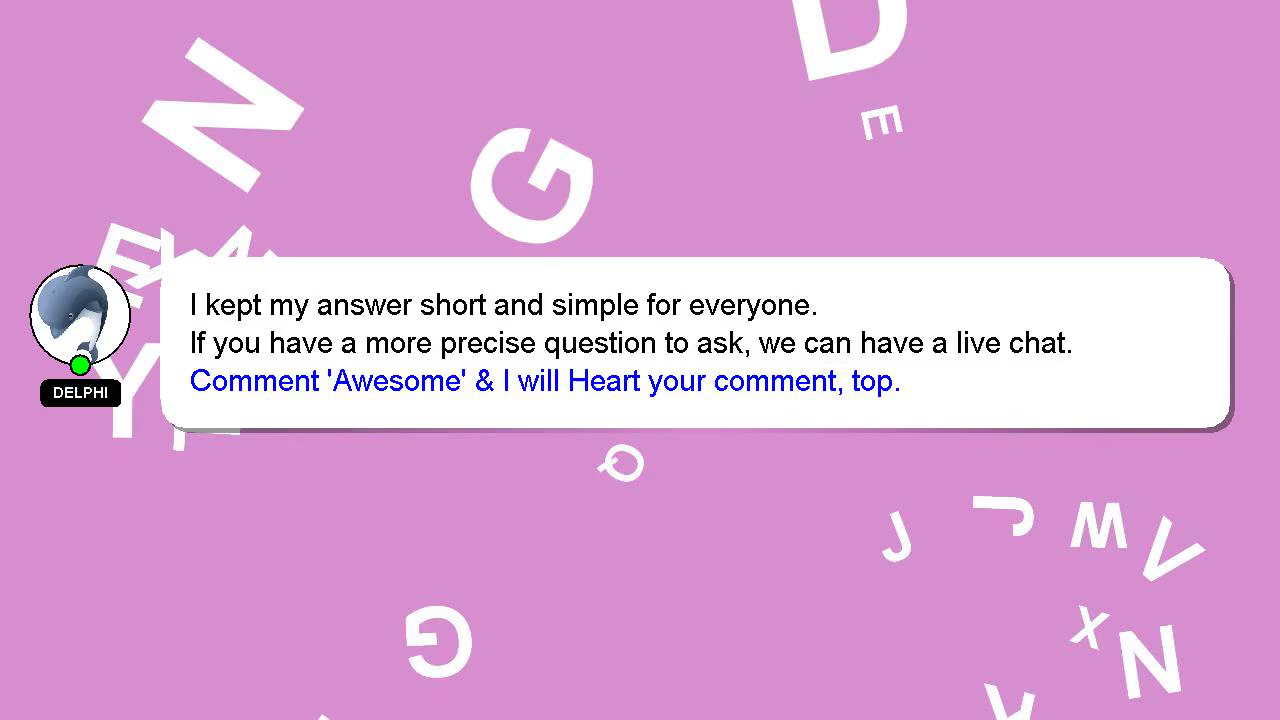 D
N
E
G
E
I kept my answer short and simple for everyone.
If you have a more precise question to ask, we can have a live chat.
Comment 'Awesome' & I will Heart your comment, top.
DELPHI
Y
Q
J
J
W
V
X
N
G